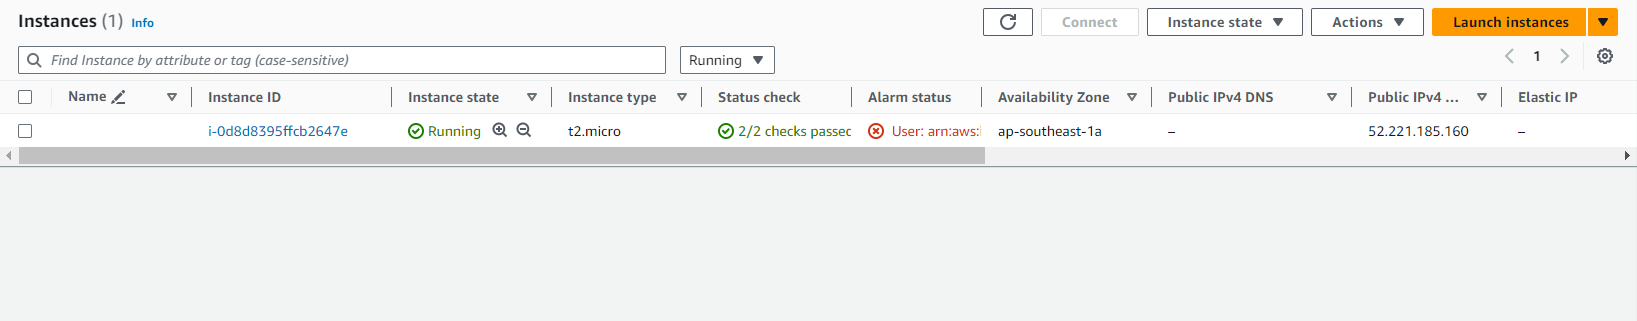 Instances (1) Info
Connect Instance state Actions Launch instances
Find Instance by attribute or tag (case-sensitive) Running 1
Name Instance ID Instance state Instance type Status check Alarm status Availability Zone Public IPv4 DNS Public IPv4 ... Elastic IP
i-0d8d8395ffcb2647e Running t2.micro 2/2 checks passed User: arn:aws: ap-southeast-1a – 52.221.185.160 –